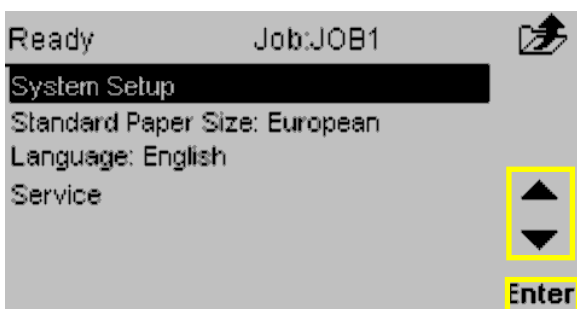 Ready Job:JOB1
System Setup
Standard Paper Size: European
Language: English
Service
Enter